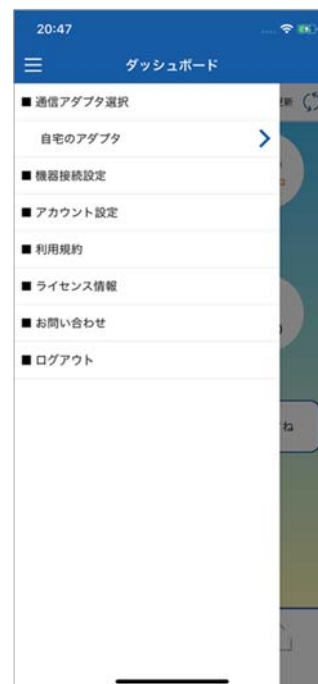 20:47
ダッシュボード
■ 通信アダプタ選択
自宅のアダプタ
■ 機器接続設定
■ アカウント設定
■ 利用規約
■ ライセンス情報
■ お問い合わせ
■ ログアウト
ね